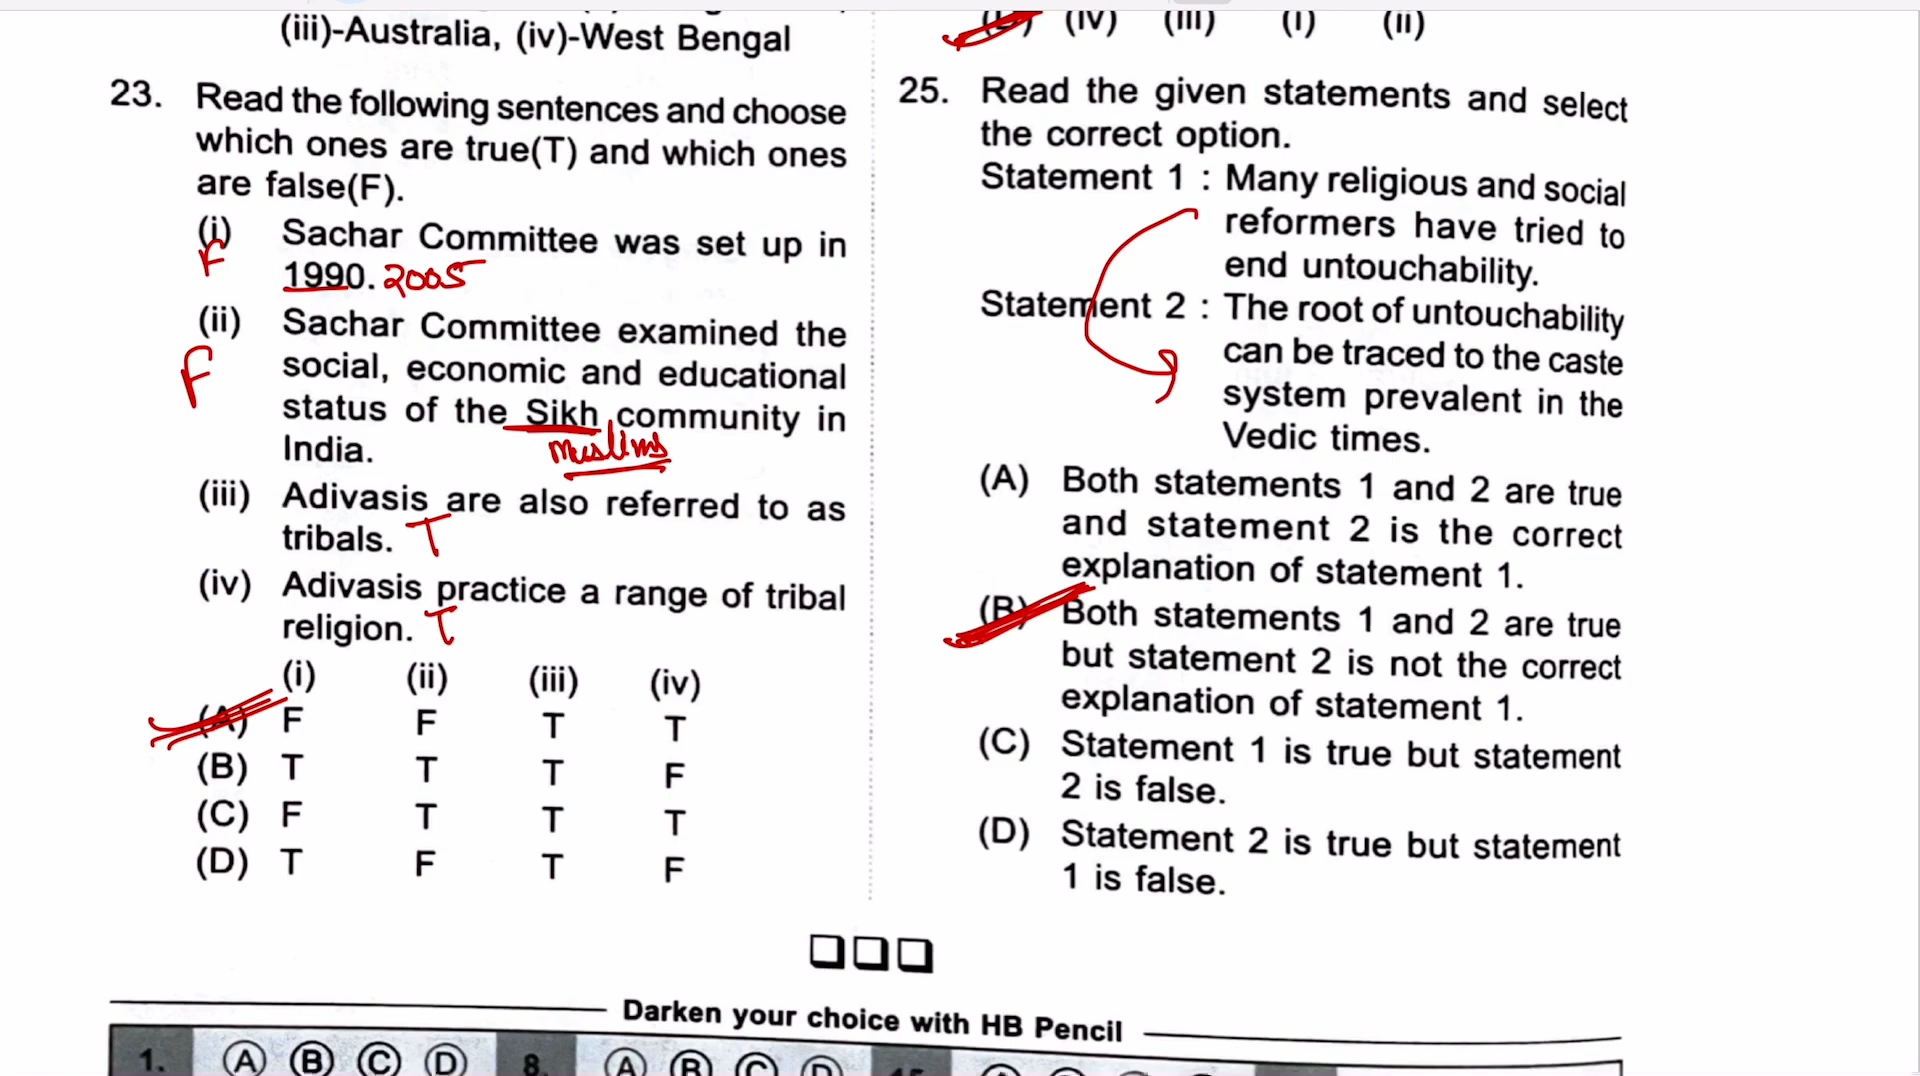 (iii)-Australia, (iv)-West Bengal
23. Read the following sentences and choose
which ones are true(T) and which ones
are false(F).
(i) Sachar Committee was set up in
F
1990. 2005
(ii) Sachar Committee examined the
F
social, economic and educational
status of the Sikh community in
India. Muslims
(iii) Adivasis are also referred to as
tribals. T
(iv) Adivasis practice a range of tribal
religion. T
(i) (ii) (iii) (iv)
(A) F F T T
(B) T T T F
(C) F T T T
(D) T F T F
(D) (iv) (iii) (i) (ii)
25. Read the given statements and select
the correct option.
Statement 1 : Many religious and social
reformers have tried to
end untouchability.
Statement 2 : The root of untouchability
can be traced to the caste
system prevalent in the
Vedic times.
(A) Both statements 1 and 2 are true
and statement 2 is the correct
explanation of statement 1.
(B) Both statements 1 and 2 are true
but statement 2 is not the correct
explanation of statement 1.
(C) Statement 1 is true but statement
2 is false.
(D) Statement 2 is true but statement
1 is false.
Darken your choice with HB Pencil
1. A B C D 8. A B C D